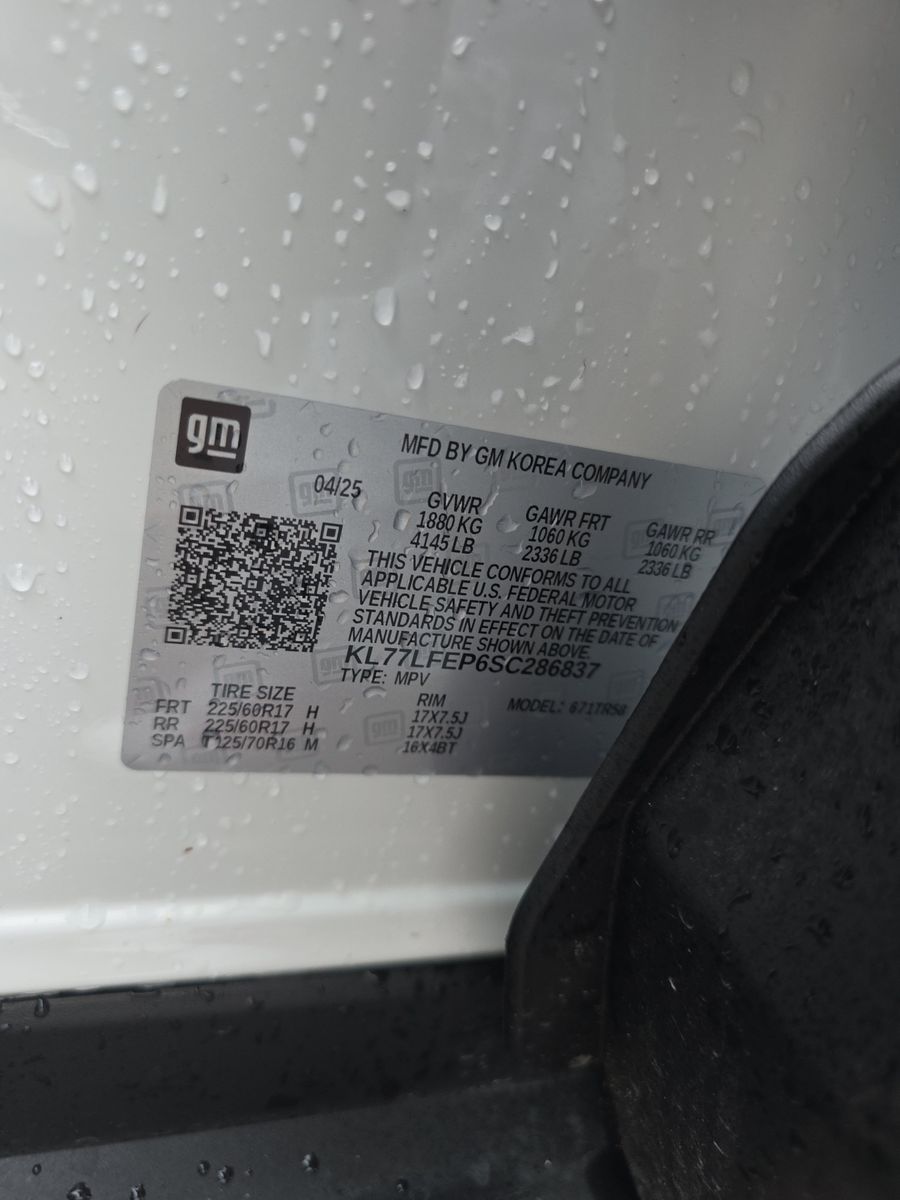 gm
MFD BY GM KOREA COMPANY
04/25 GVWR GAWR FRT GAWR RR
1880 KG 1060 KG 1060 KG
4145 LB 2336 LB 2336 LB
THIS VEHICLE CONFORMS TO ALL
APPLICABLE U.S. FEDERAL MOTOR
VEHICLE SAFETY AND THEFT PREVENTION
STANDARDS IN EFFECT ON THE DATE OF
MANUFACTURE SHOWN ABOVE.
KL77LFEP6SC286837
TYPE: MPV
TIRE SIZE RIM MODEL: 671TR58
FRT 225/60R17 H 17X7.5J
RR 225/60R17 H 17X7.5J
SPA T125/70R16 M 16X4BT